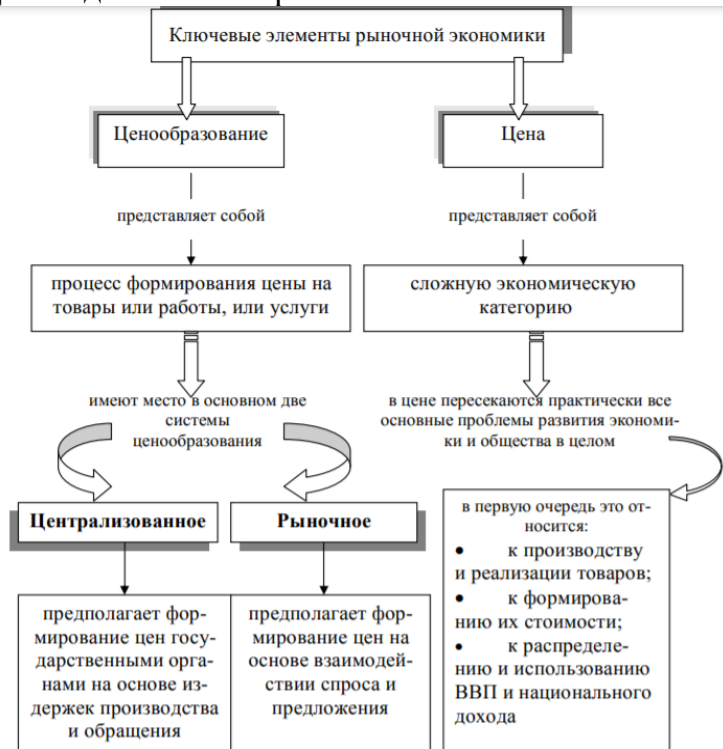 Ключевые элементы рыночной экономики
Ценообразование
Цена
представляет собой
представляет собой
процесс формирования цены на
товары или работы, или услуги
сложную экономическую
категорию
имеют место в основном две
системы
ценообразования
в цене пересекаются практически все
основные проблемы развития экономи-
ки и общества в целом
Централизованное
Рыночное
предполагает фор-
мирование цен госу-
дарственными орга-
нами на основе из-
держек производства
и обращения
предполагает фор-
мирование цен на
основе взаимодей-
ствии спроса и
предложения
в первую очередь это от-
носится:
• к производству
и реализации товаров;
• к формирова-
нию их стоимости;
• к распределе-
нию и использованию
ВВП и национального
дохода